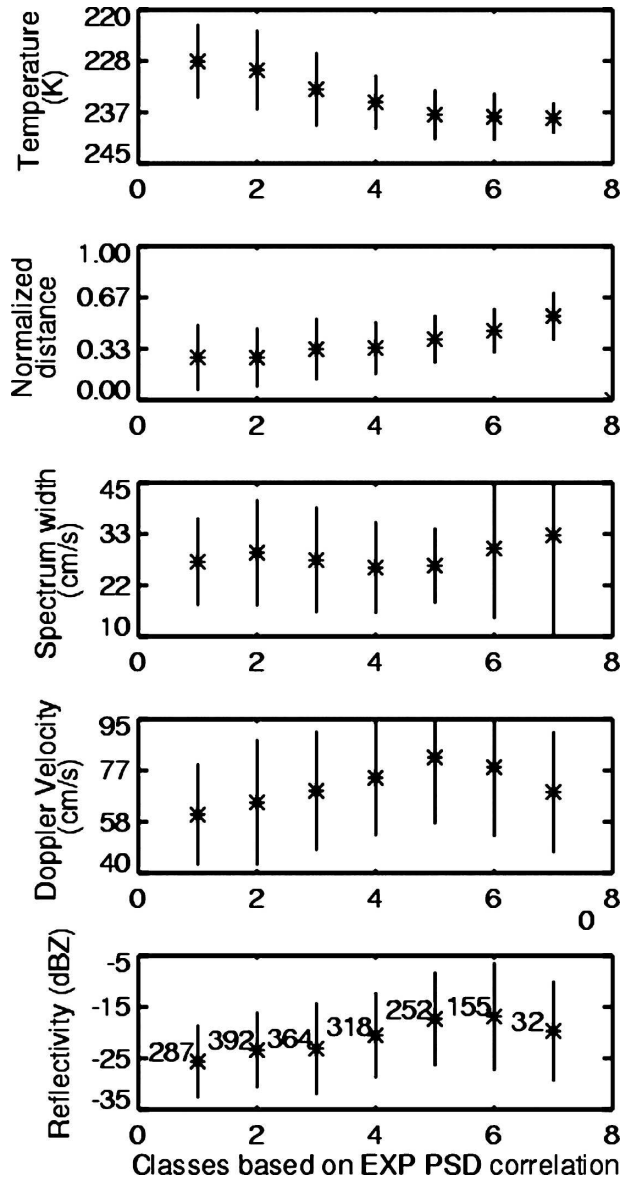 Temperature
(K)
220
228
237
245
0 2 4 6 8
Normalized
distance
1.00
0.67
0.33
0.00
0 2 4 6 8
Spectrum width
(cm/s)
45
33
22
10
0 2 4 6 8
Doppler Velocity
(cm/s)
95
77
58
40
0 2 4 6 8
0
Reflectivity (dBZ)
-5
-15
-25
-35
287 392 364 318 252 155 32
0 2 4 6 8
Classes based on EXP PSD correlation